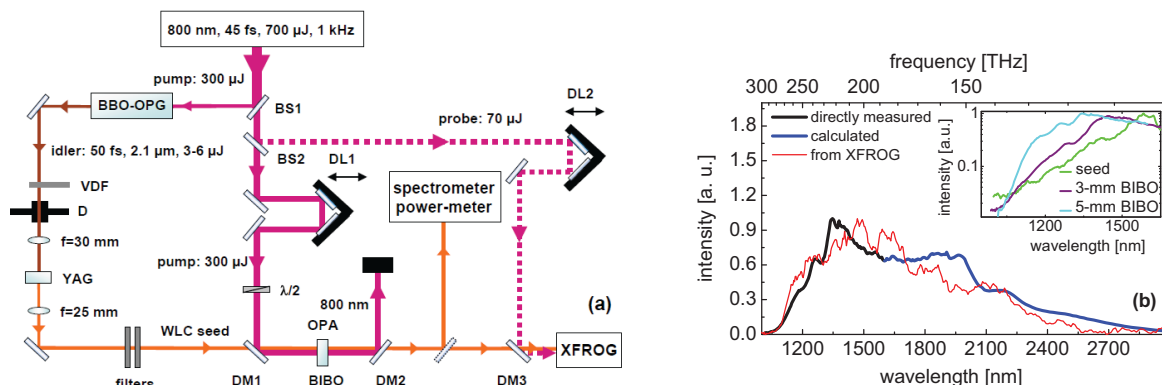 800 nm, 45 fs, 700 μJ, 1 kHz
pump: 300 μJ
BBO-OPG
BS1
DL2
probe: 70 μJ
idler: 50 fs, 2.1 μm, 3-6 μJ
BS2
DL1
VDF
D
spectrometer
power-meter
f=30 mm
pump: 300 μJ
YAG
λ/2
800 nm
(a)
f=25 mm
OPA
WLC seed
XFROG
filters
DM1
BIBO
DM2
DM3
frequency [THz]
300 250 200 150
directly measured
calculated
from XFROG
intensity [a. u.]
1.8
1.5
1.2
0.9
0.6
0.3
0.0
1200 1500 1800 2100 2400 2700
wavelength [nm]
(b)
intensity [a.u.]
1
0.1
seed
3-mm BIBO
5-mm BIBO
1200 1500
wavelength [nm]